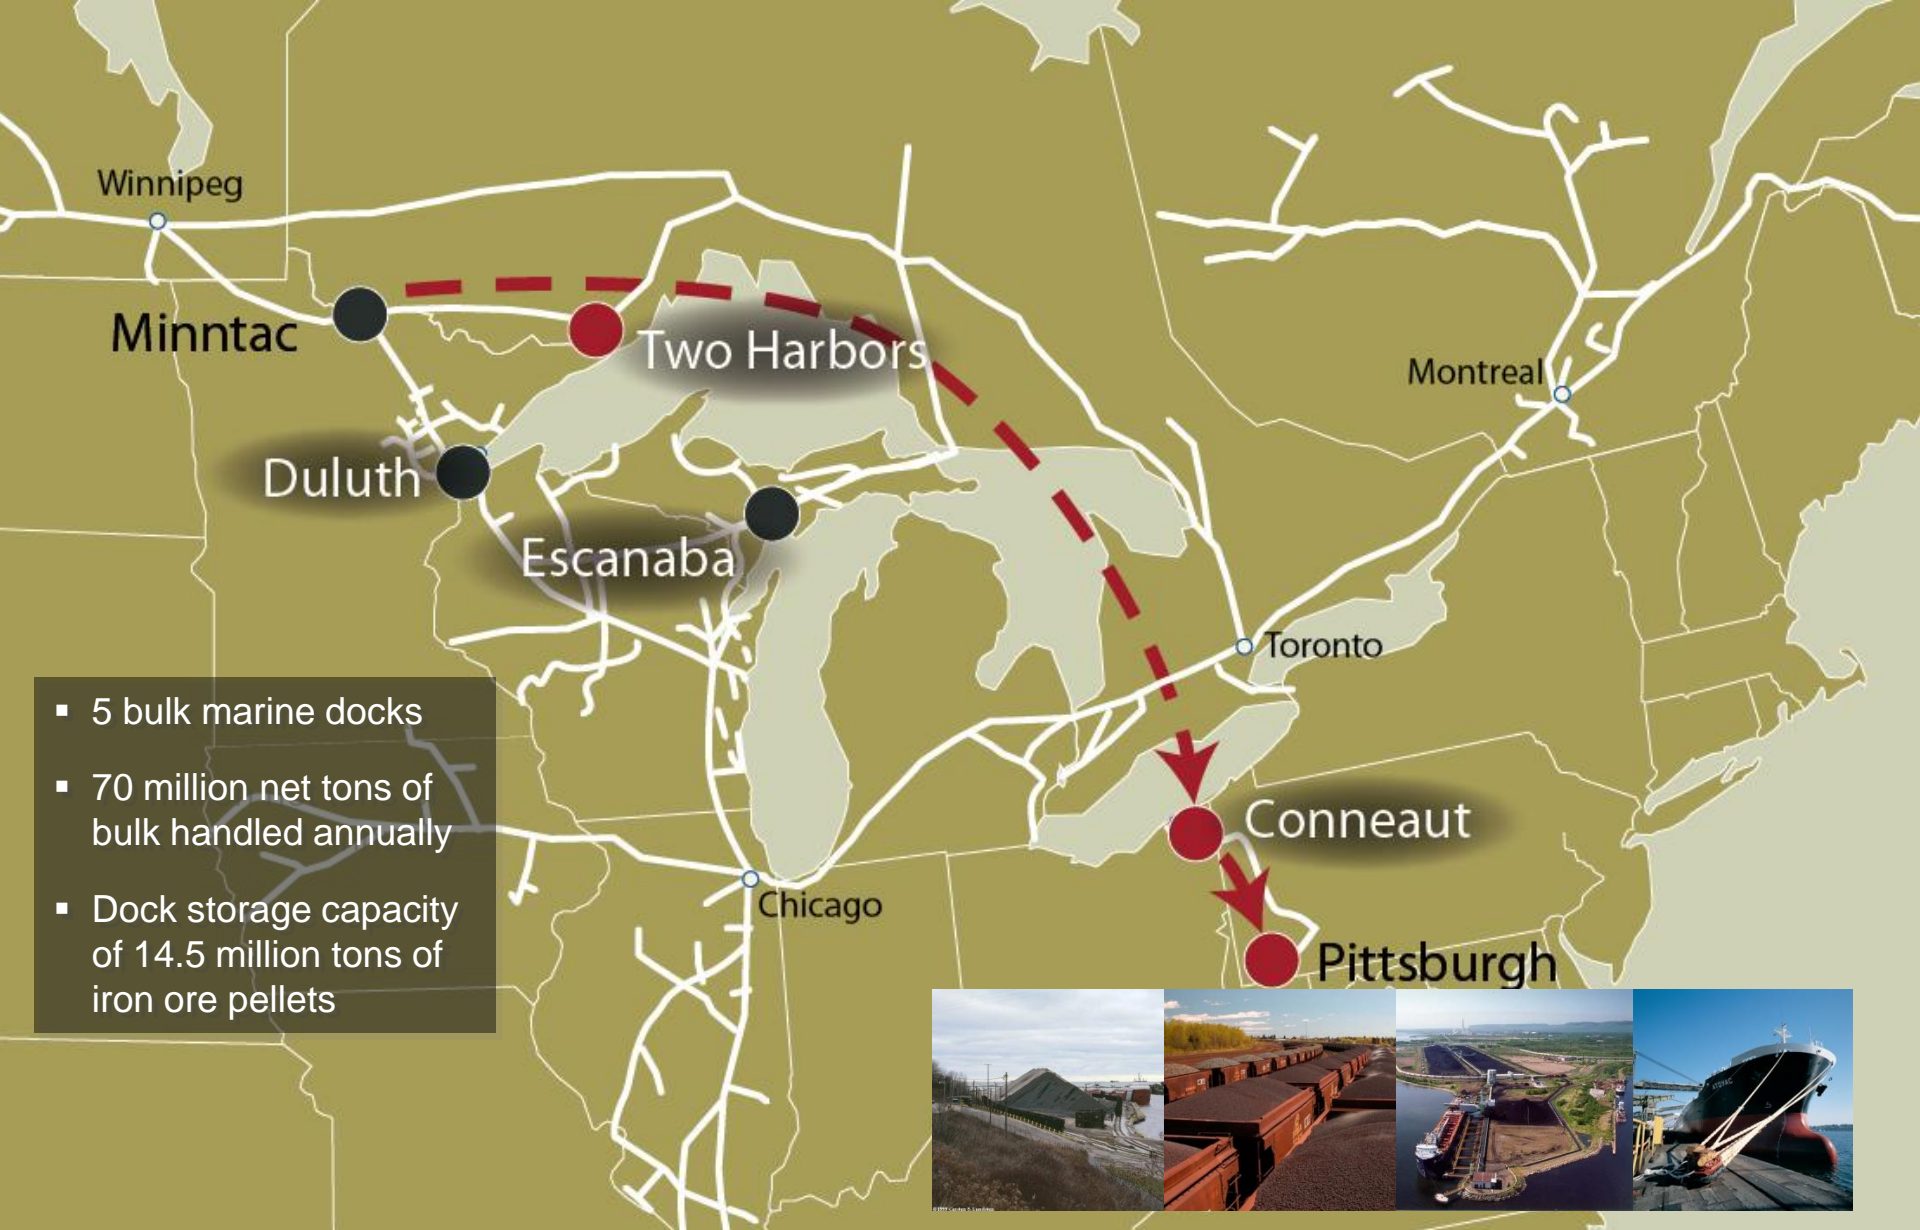 Winnipeg
Minntac
Two Harbors
Montreal
Duluth
Escanaba
Toronto
▪ 5 bulk marine docks
▪ 70 million net tons of
bulk handled annually
▪ Dock storage capacity
of 14.5 million tons of
iron ore pellets
Conneaut
Chicago
Pittsburgh